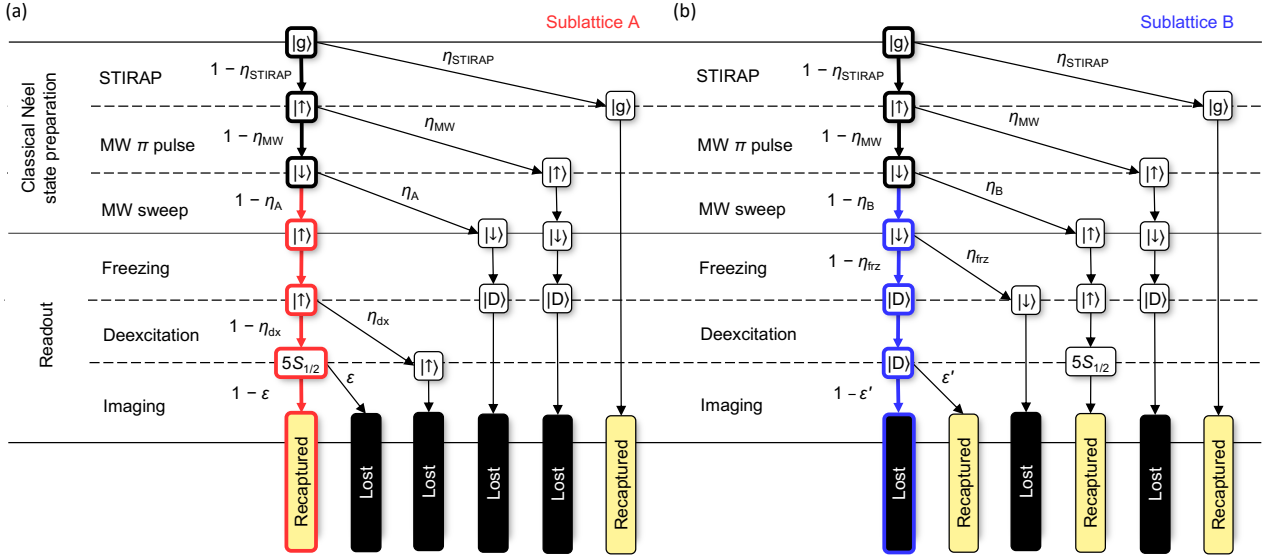 (a)
Sublattice A
(b)
Sublattice B
Classical Néel
state preparation
Readout
STIRAP
MW π pulse
MW sweep
Freezing
Deexcitation
Imaging
|g⟩
1 − ηSTIRAP
ηSTIRAP
|↑⟩
|g⟩
1 − ηMW
ηMW
|↓⟩
|↑⟩
1 − ηA
ηA
|↑⟩
|↓⟩
|↓⟩
|↑⟩
|D⟩
|D⟩
1 − ηdx
ηdx
5S1/2
|↑⟩
1 − ε
ε
Recaptured
Lost
Lost
Lost
Lost
Recaptured
STIRAP
MW π pulse
MW sweep
Freezing
Deexcitation
Imaging
|g⟩
1 − ηSTIRAP
ηSTIRAP
|↑⟩
|g⟩
1 − ηMW
ηMW
|↓⟩
|↑⟩
1 − ηB
ηB
|↓⟩
|↑⟩
|↓⟩
1 − ηfrz
ηfrz
|D⟩
|↓⟩
|↑⟩
|D⟩
|D⟩
5S1/2
1 − ε′
ε′
Lost
Recaptured
Lost
Recaptured
Lost
Recaptured